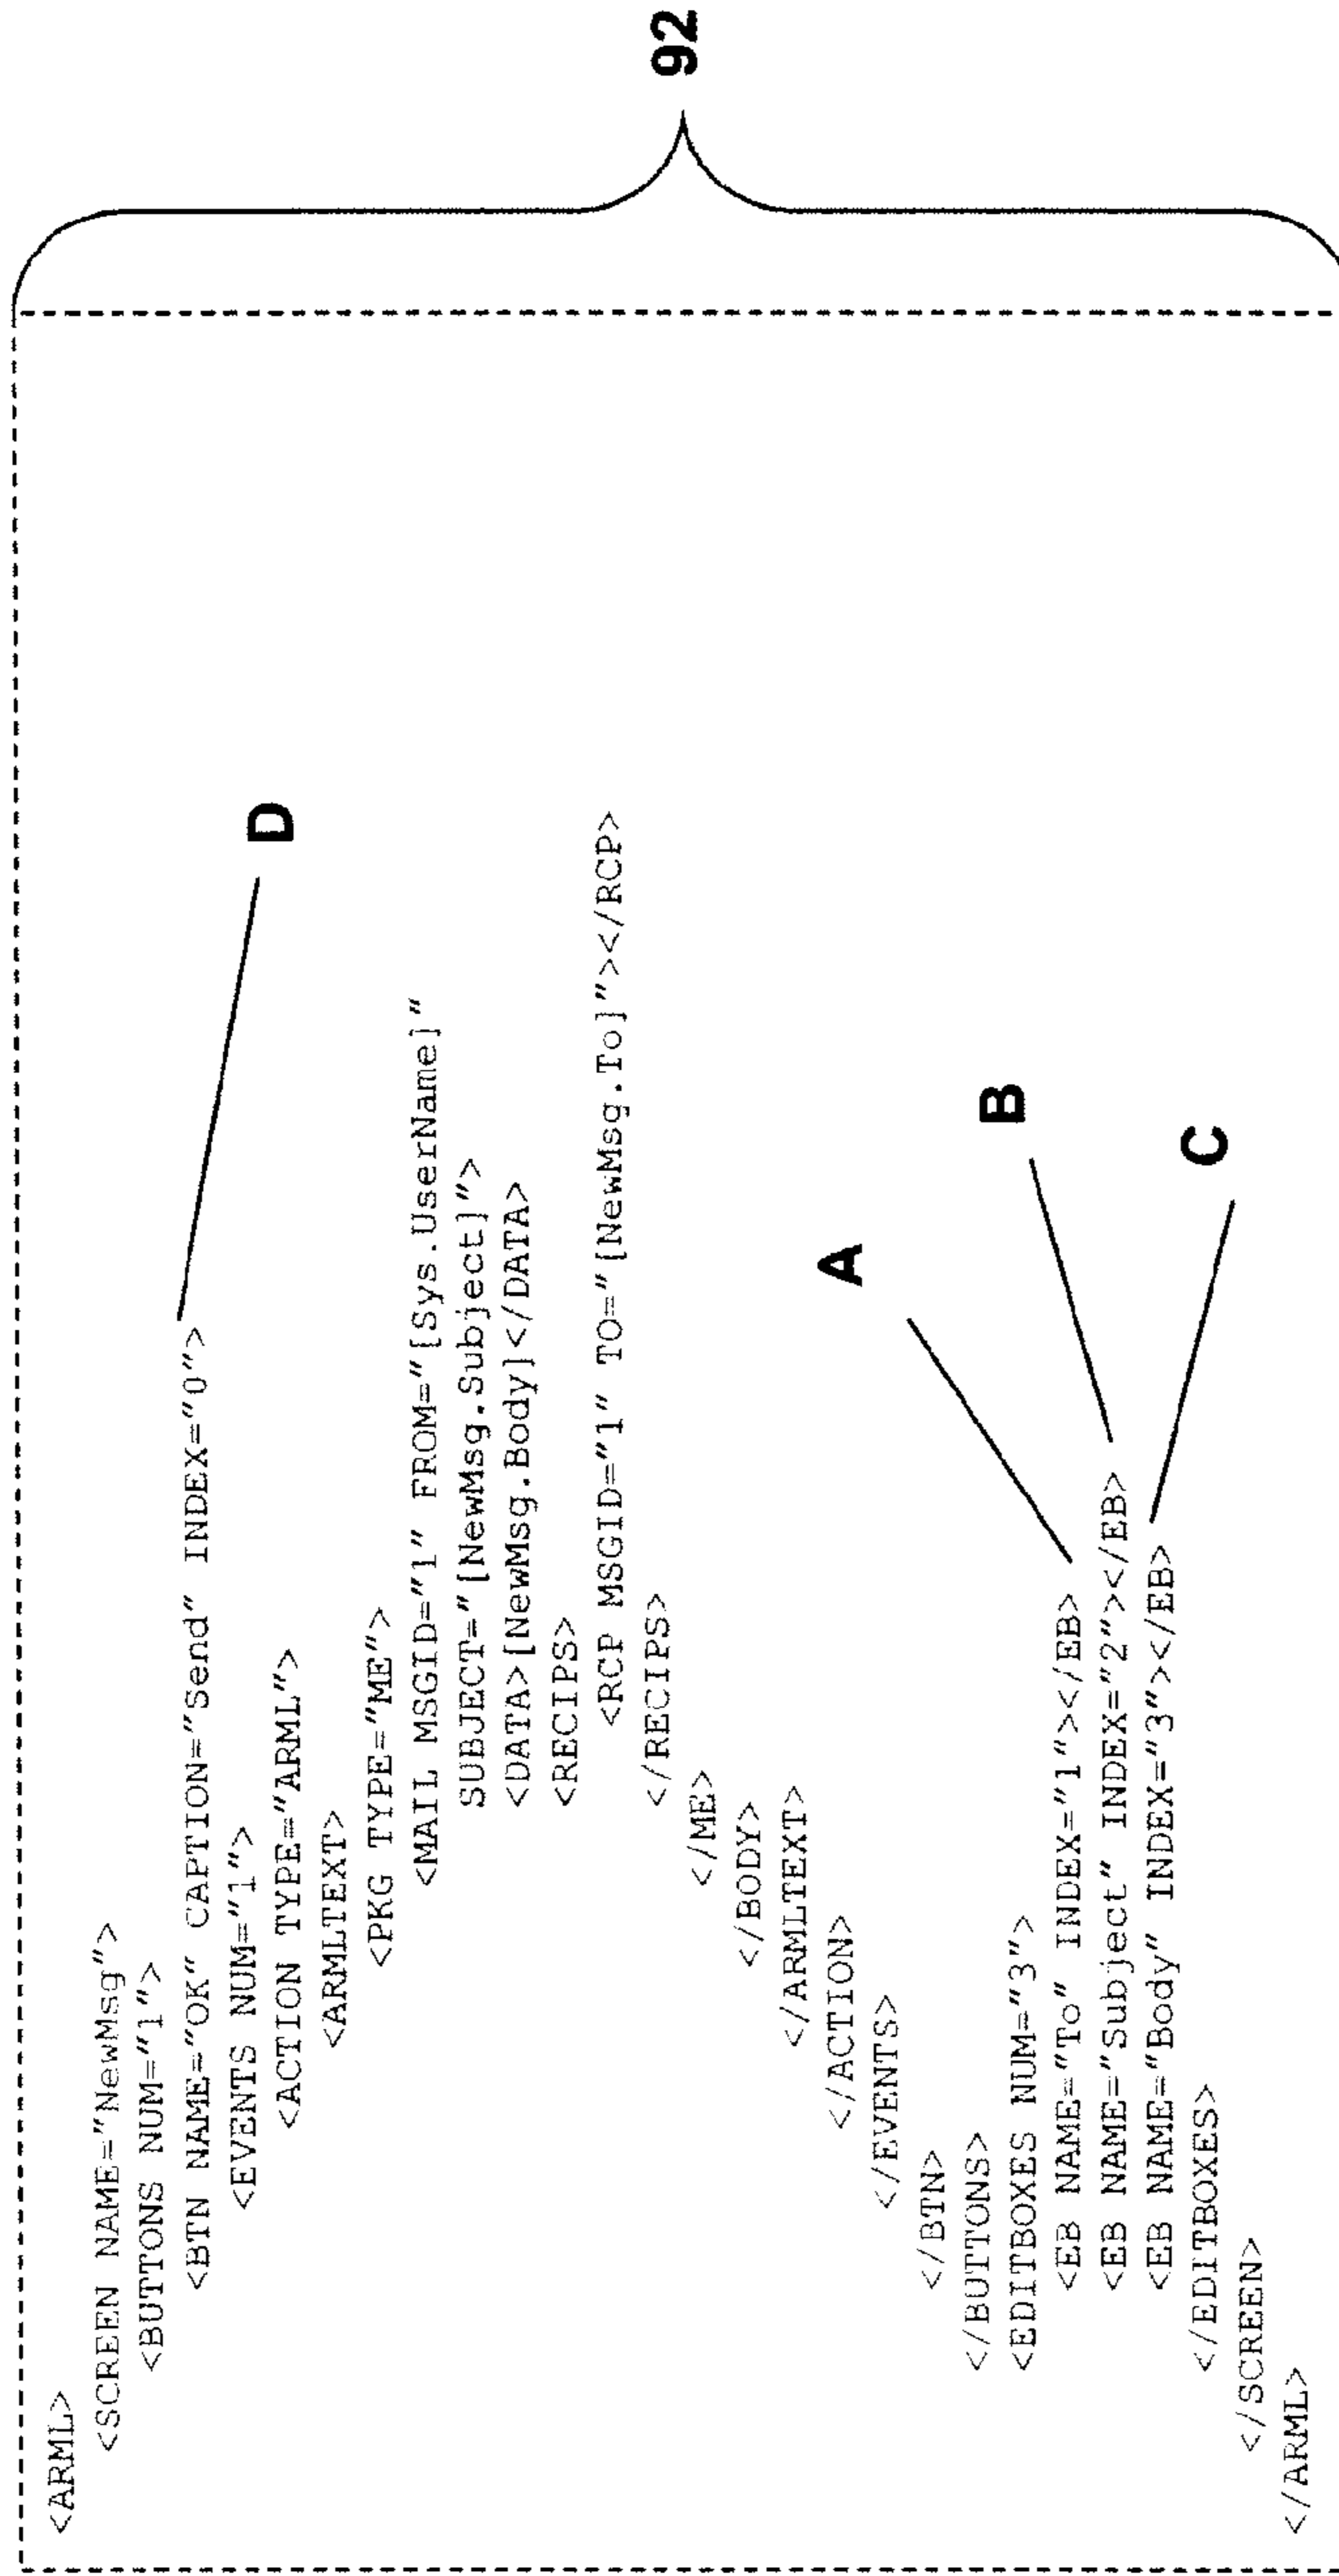 <ARML>
<SCREEN NAME="NewMsg">
<BUTTONS NUM="1">
<BTN NAME="OK" CAPTION="Send" INDEX="0">
<EVENTS NUM="1">
<ACTION TYPE="ARML">
<ARMLTEXT>
<PKG TYPE="ME">
<MAIL MSGID="1" FROM="[Sys.UserName]"
SUBJECT="[NewMsg.Subject]">
<DATA>[NewMsg.Body]</DATA>
<RECIPS>
<RCP MSGID="1" TO="[NewMsg.To]"></RCP>
</RECIPS>
</ME>
</BODY>
</ARMLTEXT>
</ACTION>
</EVENTS>
</BTN>
</BUTTONS>
<EDITBOXES NUM="3">
<EB NAME="To" INDEX="1"></EB>
<EB NAME="Subject" INDEX="2"></EB>
<EB NAME="Body" INDEX="3"></EB>
</EDITBOXES>
</SCREEN>
</ARML>
D
A
B
C
92